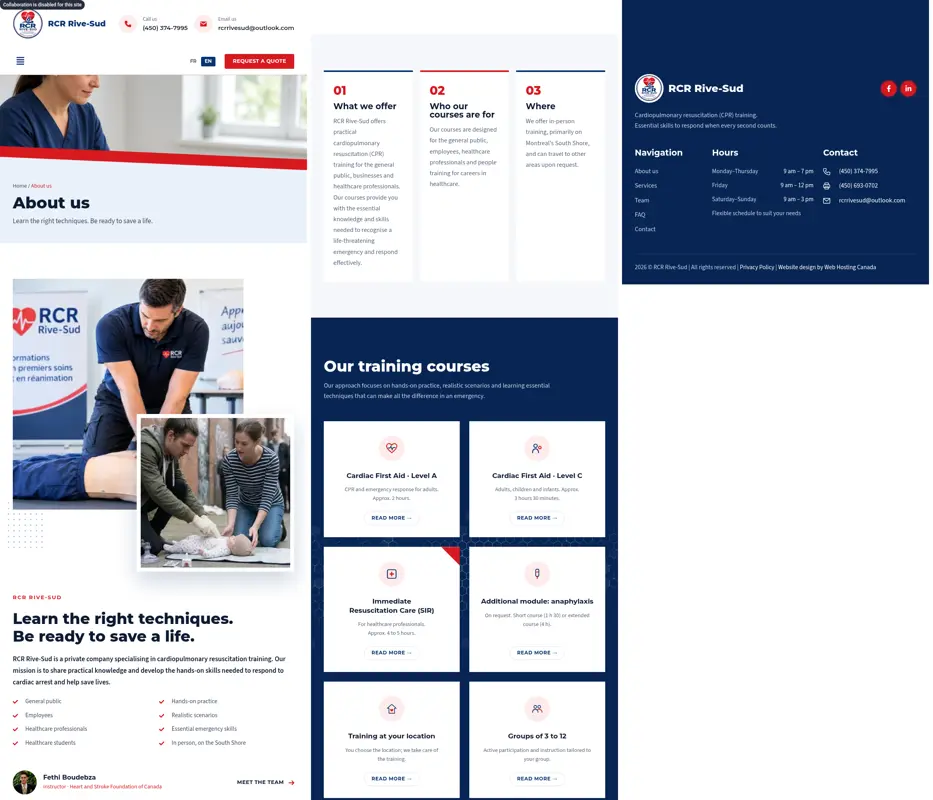 Collaboration is disabled for this site
RCR
RIVE-SUD
RCR Rive-Sud
Call us
(450) 374-7995
Email us
rcrrivesud@outlook.com
FR
EN
REQUEST A QUOTE
Home / About us
About us
Learn the right techniques. Be ready to save a life.
RCR
Rive-Sud
ormations
n premiers soins
t en réanimation
Appr
ajou
sauv
RCR
RCR RIVE-SUD
Learn the right techniques.
Be ready to save a life.
RCR Rive-Sud is a private company specialising in cardiopulmonary resuscitation training. Our
mission is to share practical knowledge and develop the hands-on skills needed to respond to
cardiac arrest and help save lives.
General public
Hands-on practice
Employees
Realistic scenarios
Healthcare professionals
Essential emergency skills
Healthcare students
In person, on the South Shore
Fethi Boudebza
Instructor · Heart and Stroke Foundation of Canada
MEET THE TEAM →
01
What we offer
RCR Rive-Sud offers
practical
cardiopulmonary
resuscitation (CPR)
training for the general
public, businesses and
healthcare professionals.
Our courses provide you
with the essential
knowledge and skills
needed to recognise a
life-threatening
emergency and respond
effectively.
02
Who our
courses are for
Our courses are designed
for the general public,
employees, healthcare
professionals and people
training for careers in
healthcare.
03
Where
We offer in-person
training, primarily on
Montreal's South Shore,
and can travel to other
areas upon request.
Our training courses
Our approach focuses on hands-on practice, realistic scenarios and learning essential
techniques that can make all the difference in an emergency.
Cardiac First Aid - Level A
CPR and emergency response for adults.
Approx. 2 hours.
READ MORE →
Cardiac First Aid - Level C
Adults, children and infants. Approx.
3 hours 30 minutes.
READ MORE →
Immediate
Resuscitation Care (SIR)
For healthcare professionals.
Approx. 4 to 5 hours.
READ MORE →
Additional module: anaphylaxis
On request. Short course (1 h 30) or extended
course (4 h).
READ MORE →
Training at your location
You choose the location; we take care of
the training.
READ MORE →
Groups of 3 to 12
Active participation and instruction tailored to
your group.
READ MORE →
RCR Rive-Sud
Cardiopulmonary resuscitation (CPR) training.
Essential skills to respond when every second counts.
Navigation
About us
Services
Team
FAQ
Contact
Hours
Monday–Thursday 9 am – 7 pm
Friday 9 am – 12 pm
Saturday–Sunday 9 am – 3 pm
Flexible schedule to suit your needs
Contact
(450) 374-7995
(450) 693-0702
rcrrivesud@outlook.com
2026 © RCR Rive-Sud | All rights reserved | Privacy Policy | Website design by Web Hosting Canada